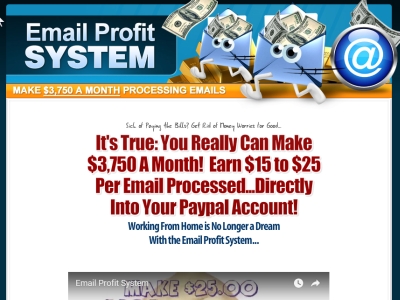 Email Profit
SYSTEM
@
MAKE $3,750 A MONTH PROCESSING EMAILS
Sick of Paying the Bills? Get Rid of Money Worries for Good...
It's True: You Really Can Make
$3,750 A Month! Earn $15 to $25
Per Email Processed...Directly
Into Your Paypal Account!
Working From Home is No Longer a Dream
With the Email Profit System...
Email Profit System
MAKE $25.00